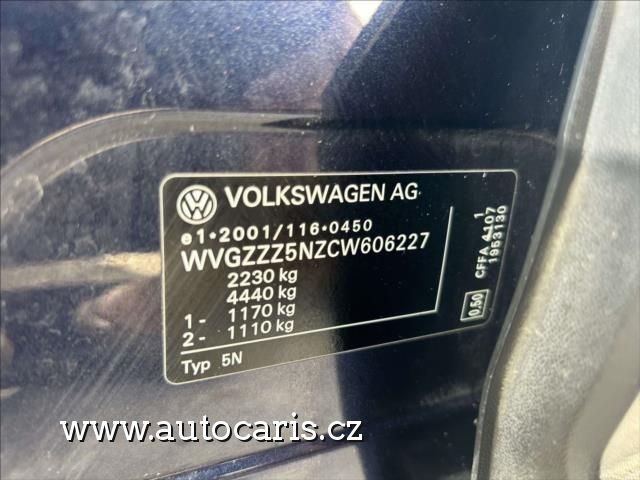 VOLKSWAGEN AG
e1*2001/116*0450
WVGZZZ5NZCW606227
2230 kg
4440 kg
1- 1170 kg
2- 1110 kg
Typ 5N
1
CFFA 4107
1953130
0,50
www.autocaris.cz